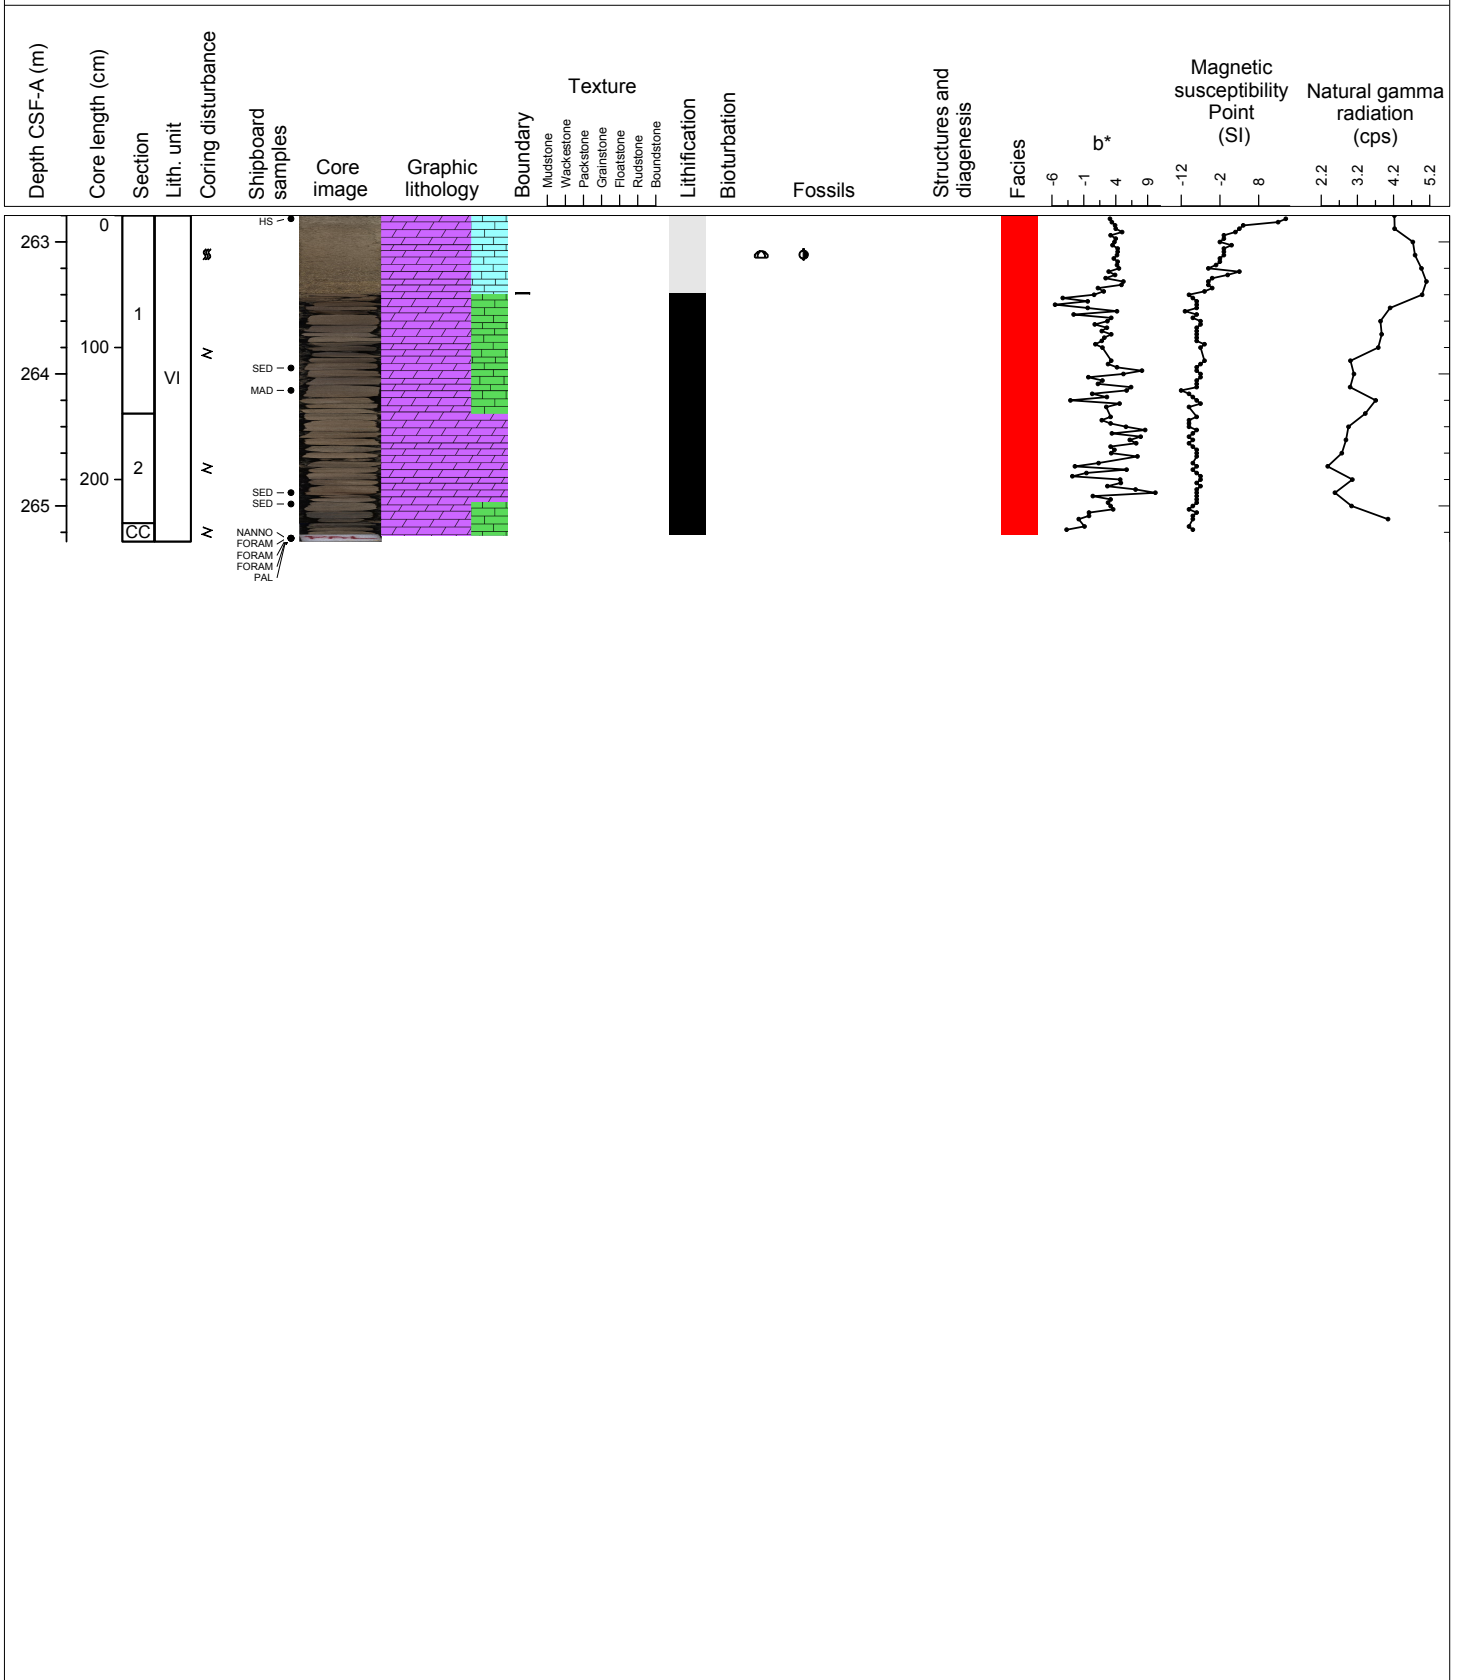 Depth CSF-A (m)
Core length (cm)
Section
Lith. unit
Coring disturbance
Shipboard
samples
Core
image
Graphic
lithology
Boundary
Texture
Mudstone
Wackestone
Packstone
Grainstone
Floatstone
Rudstone
Boundstone
Lithification
Bioturbation
Fossils
Structures and
diagenesis
Facies
b*
-6 -1 4 9
Magnetic
susceptibility
Point
(SI)
-12 -2 8
Natural gamma
radiation
(cps)
2.2 3.2 4.2 5.2
263
264
265
0
100
200
1
2
CC
VI
HS
SED
MAD
SED
SED
NANNO
FORAM
FORAM
FORAM
PAL